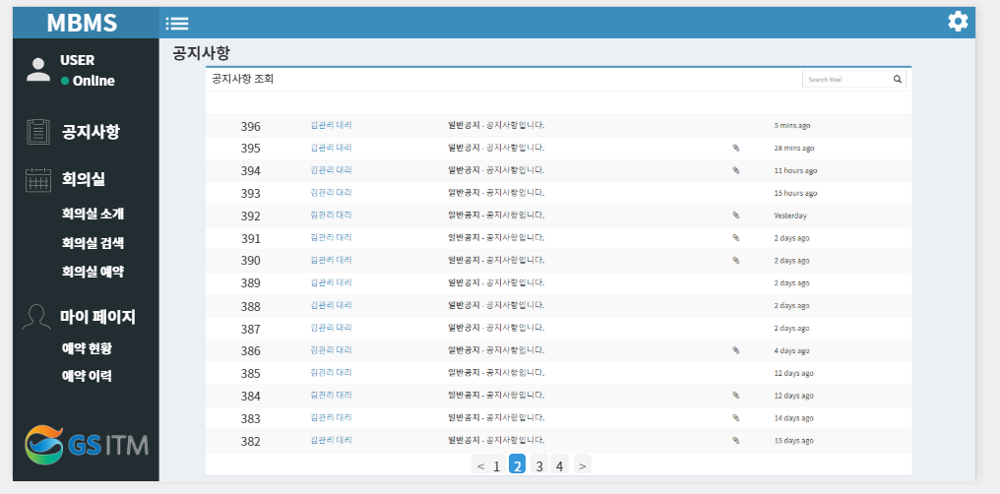 MBMS
USER
Online
공지사항
회의실
회의실 소개
회의실 검색
회의실 예약
마이 페이지
예약 현황
예약 이력
GS ITM
공지사항
공지사항 조회
Search Mail
396 김관리 대리 일반공지 - 공지사항입니다. 5 mins ago
395 김관리 대리 일반공지 - 공지사항입니다. 28 mins ago
394 김관리 대리 일반공지 - 공지사항입니다. 11 hours ago
393 김관리 대리 일반공지 - 공지사항입니다. 15 hours ago
392 김관리 대리 일반공지 - 공지사항입니다. Yesterday
391 김관리 대리 일반공지 - 공지사항입니다. 2 days ago
390 김관리 대리 일반공지 - 공지사항입니다. 2 days ago
389 김관리 대리 일반공지 - 공지사항입니다. 2 days ago
388 김관리 대리 일반공지 - 공지사항입니다. 2 days ago
387 김관리 대리 일반공지 - 공지사항입니다. 2 days ago
386 김관리 대리 일반공지 - 공지사항입니다. 4 days ago
385 김관리 대리 일반공지 - 공지사항입니다. 12 days ago
384 김관리 대리 일반공지 - 공지사항입니다. 12 days ago
383 김관리 대리 일반공지 - 공지사항입니다. 14 days ago
382 김관리 대리 일반공지 - 공지사항입니다. 15 days ago
< 1 2 3 4 >